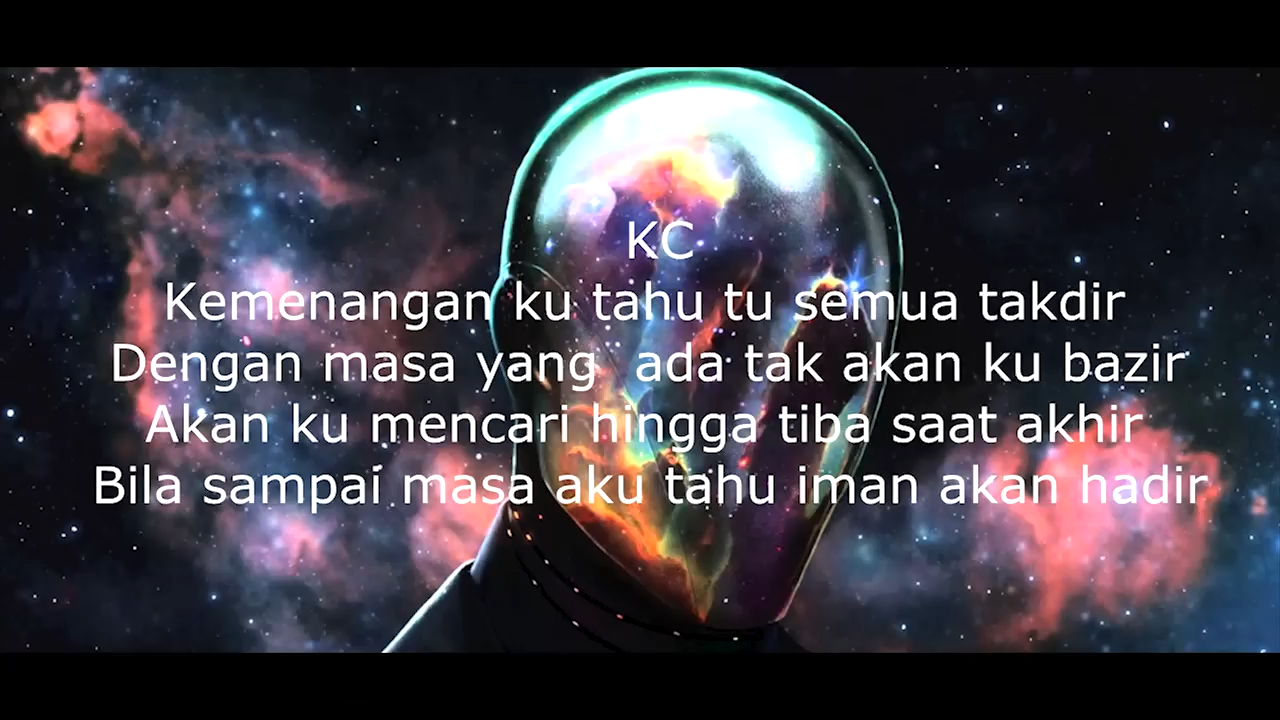 KC
Kemenangan ku tahu tu semua takdir
Dengan masa yang  ada tak akan ku bazir
Akan ku mencari hingga tiba saat akhir
Bila sampai masa aku tahu iman akan hadir